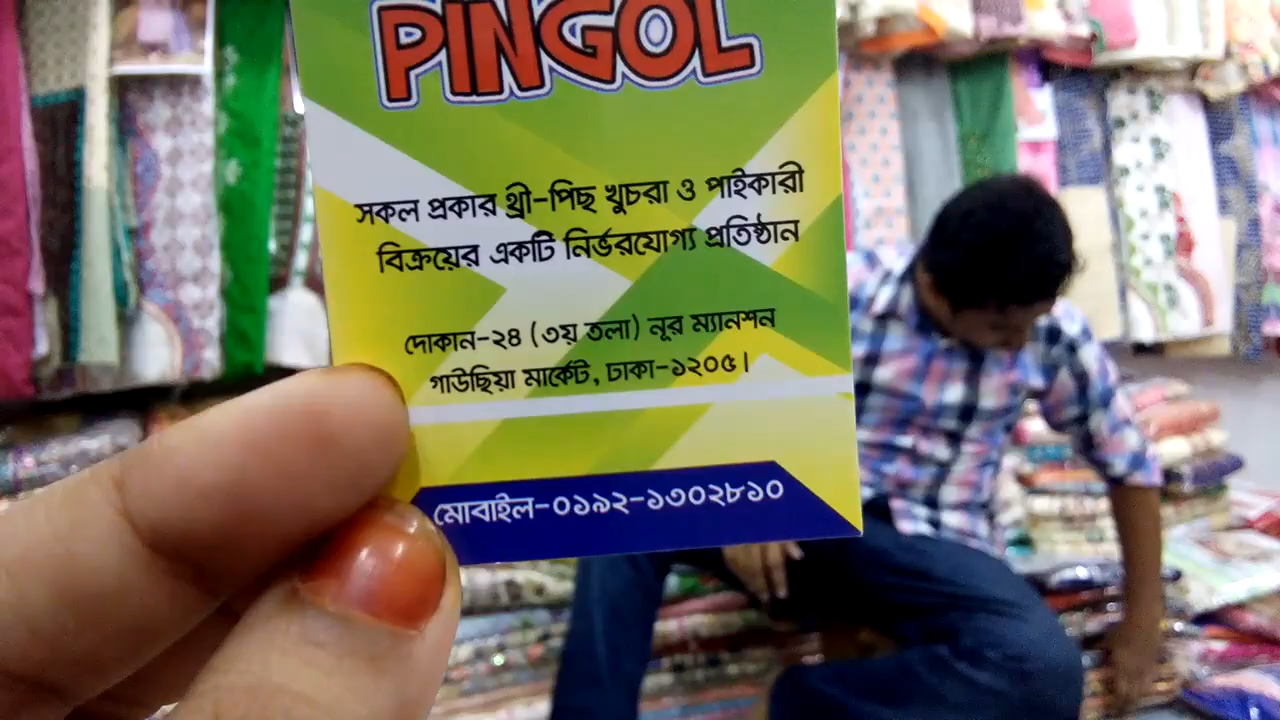 PINGOL
সকল প্রকার থ্রী-পিছ খুচরা ও পাইকারী
বিক্রয়ের একটি নির্ভরযোগ্য প্রতিষ্ঠান
দোকান-২৪ (৩য় তলা) নূর ম্যানশন
গাউছিয়া মার্কেট, ঢাকা-১২০৫।
মোবাইল-০১৯২-১৩০২৮১০